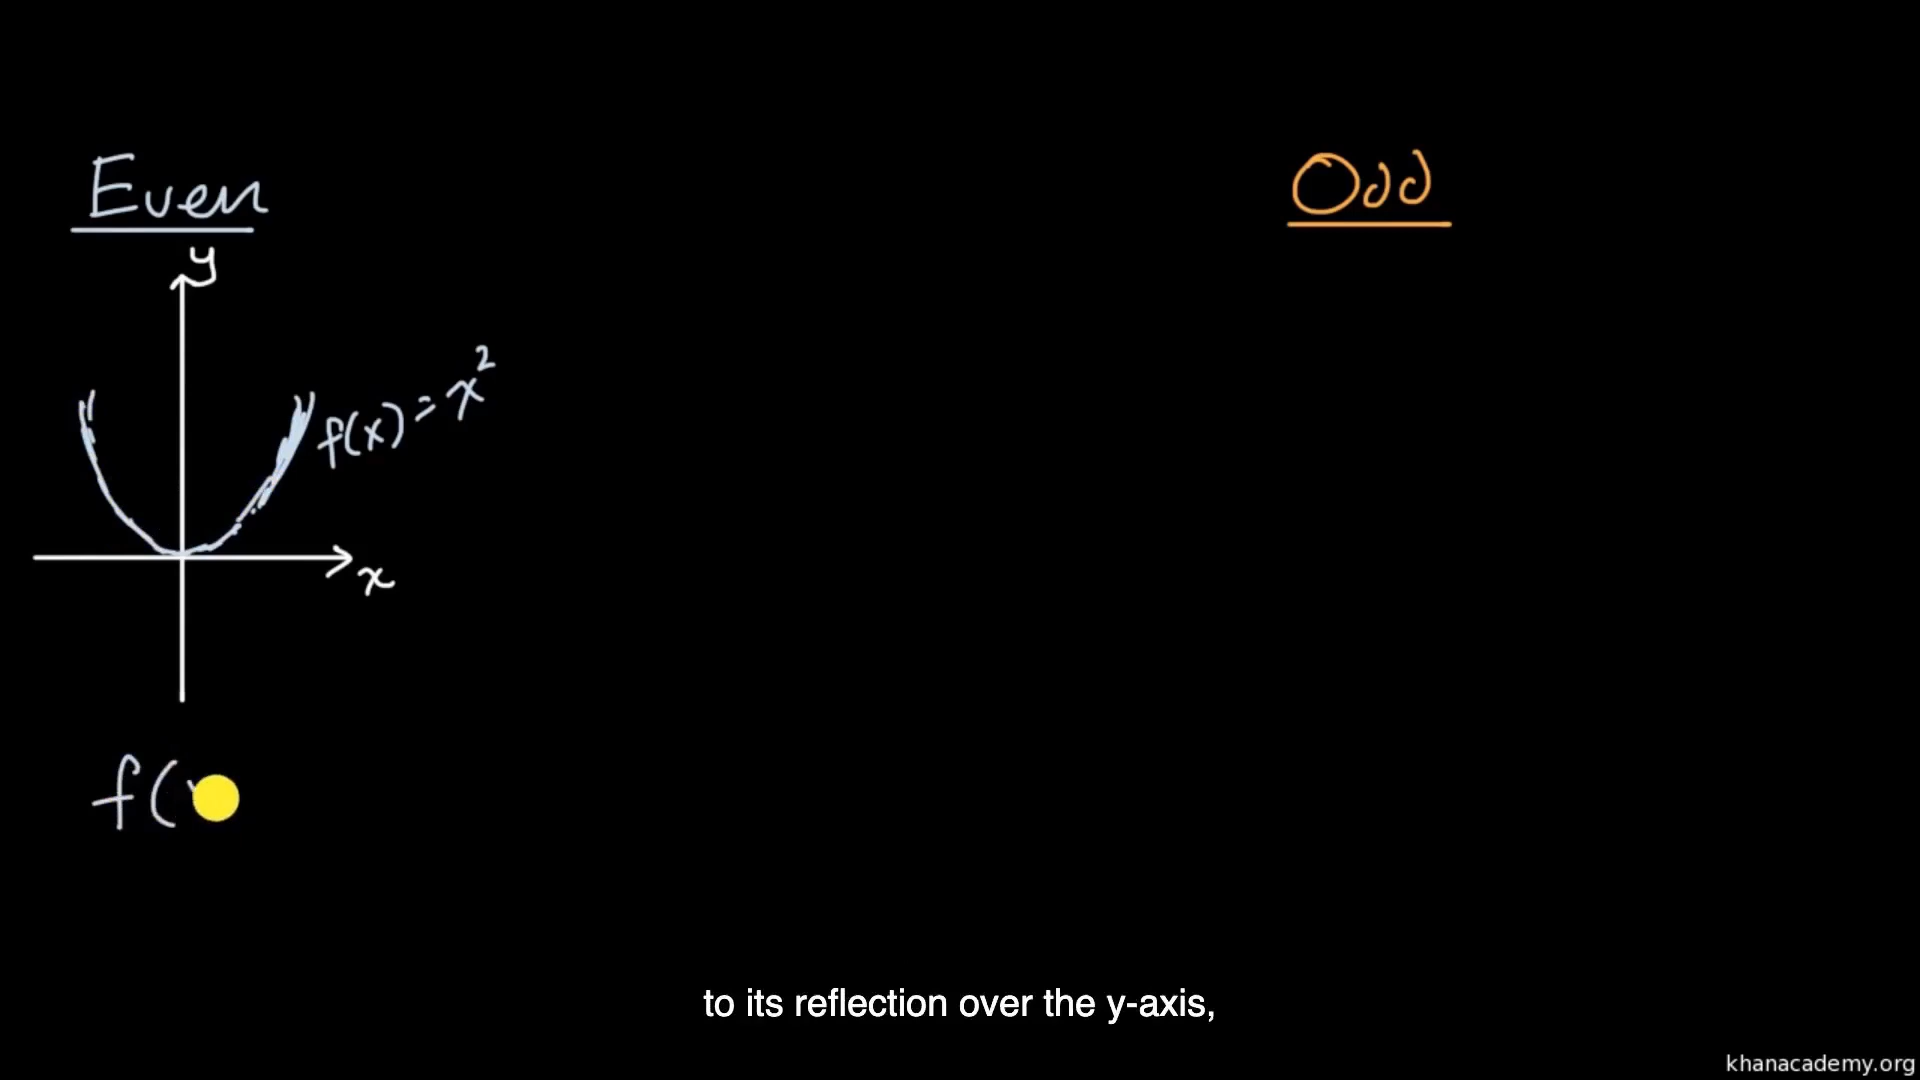 Even
Odd
y
f(x) = x²
x
f(
to its reflection over the y-axis,
khanacademy.org